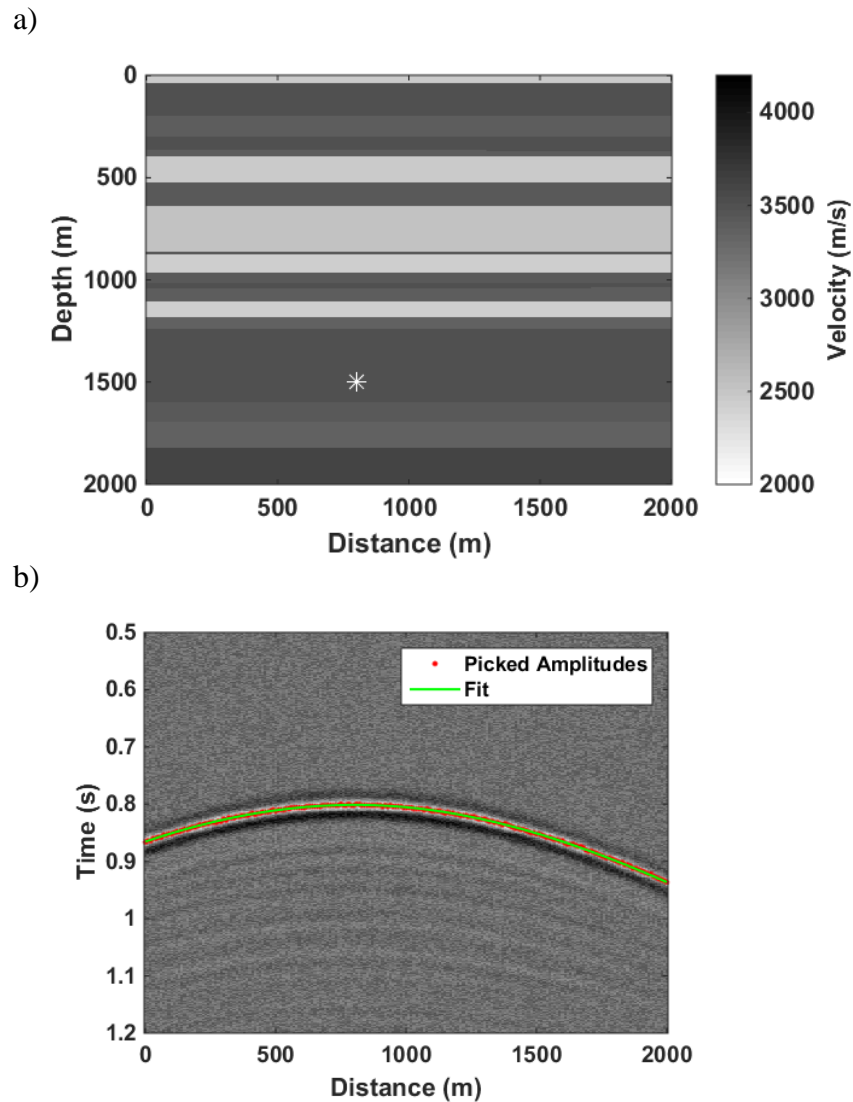 a)
0
500
1000
1500
2000
Depth (m)
0 500 1000 1500 2000
Distance (m)
4000
3500
3000
2500
2000
Velocity (m/s)
b)
0.5
0.6
0.7
0.8
0.9
1
1.1
1.2
Time (s)
Picked Amplitudes
Fit
0 500 1000 1500 2000
Distance (m)